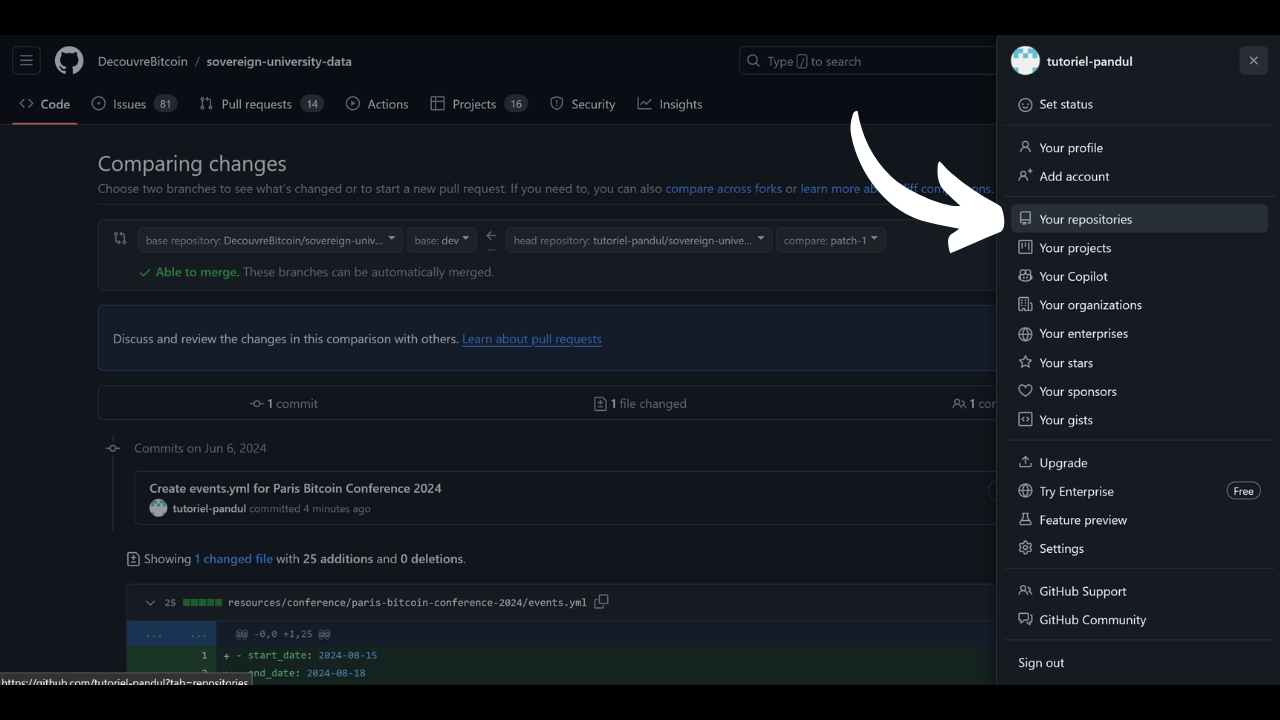 DecouvreBitcoin / sovereign-university-data
Type / to search
Code
Issues 81
Pull requests 14
Actions
Projects 16
Security
Insights
Comparing changes
Choose two branches to see what's changed or to start a new pull request. If you need to, you can also compare across forks or learn more
base repository: DecouvreBitcoin/sovereign-univ...
base: dev
head repository: tutoriel-pandul/sovereign-unive...
compare: patch-1
Able to merge. These branches can be automatically merged.
Discuss and review the changes in this comparison with others. Learn about pull requests
1 commit
1 file changed
1
Commits on Jun 6, 2024
Create events.yml for Paris Bitcoin Conference 2024
tutoriel-pandul committed 4 minutes ago
Showing 1 changed file with 25 additions and 0 deletions.
25 resources/conference/paris-bitcoin-conference-2024/events.yml
... ... @@ -0,0 +1,25 @@
1 + - start_date: 2024-08-15
end_date: 2024-08-18
https://github.com/tutoriel-pandul?tab=repositories
tutoriel-pandul
Set status
Your profile
Add account
Your repositories
Your projects
Your Copilot
Your organizations
Your enterprises
Your stars
Your sponsors
Your gists
Upgrade
Try Enterprise Free
Feature preview
Settings
GitHub Support
GitHub Community
Sign out